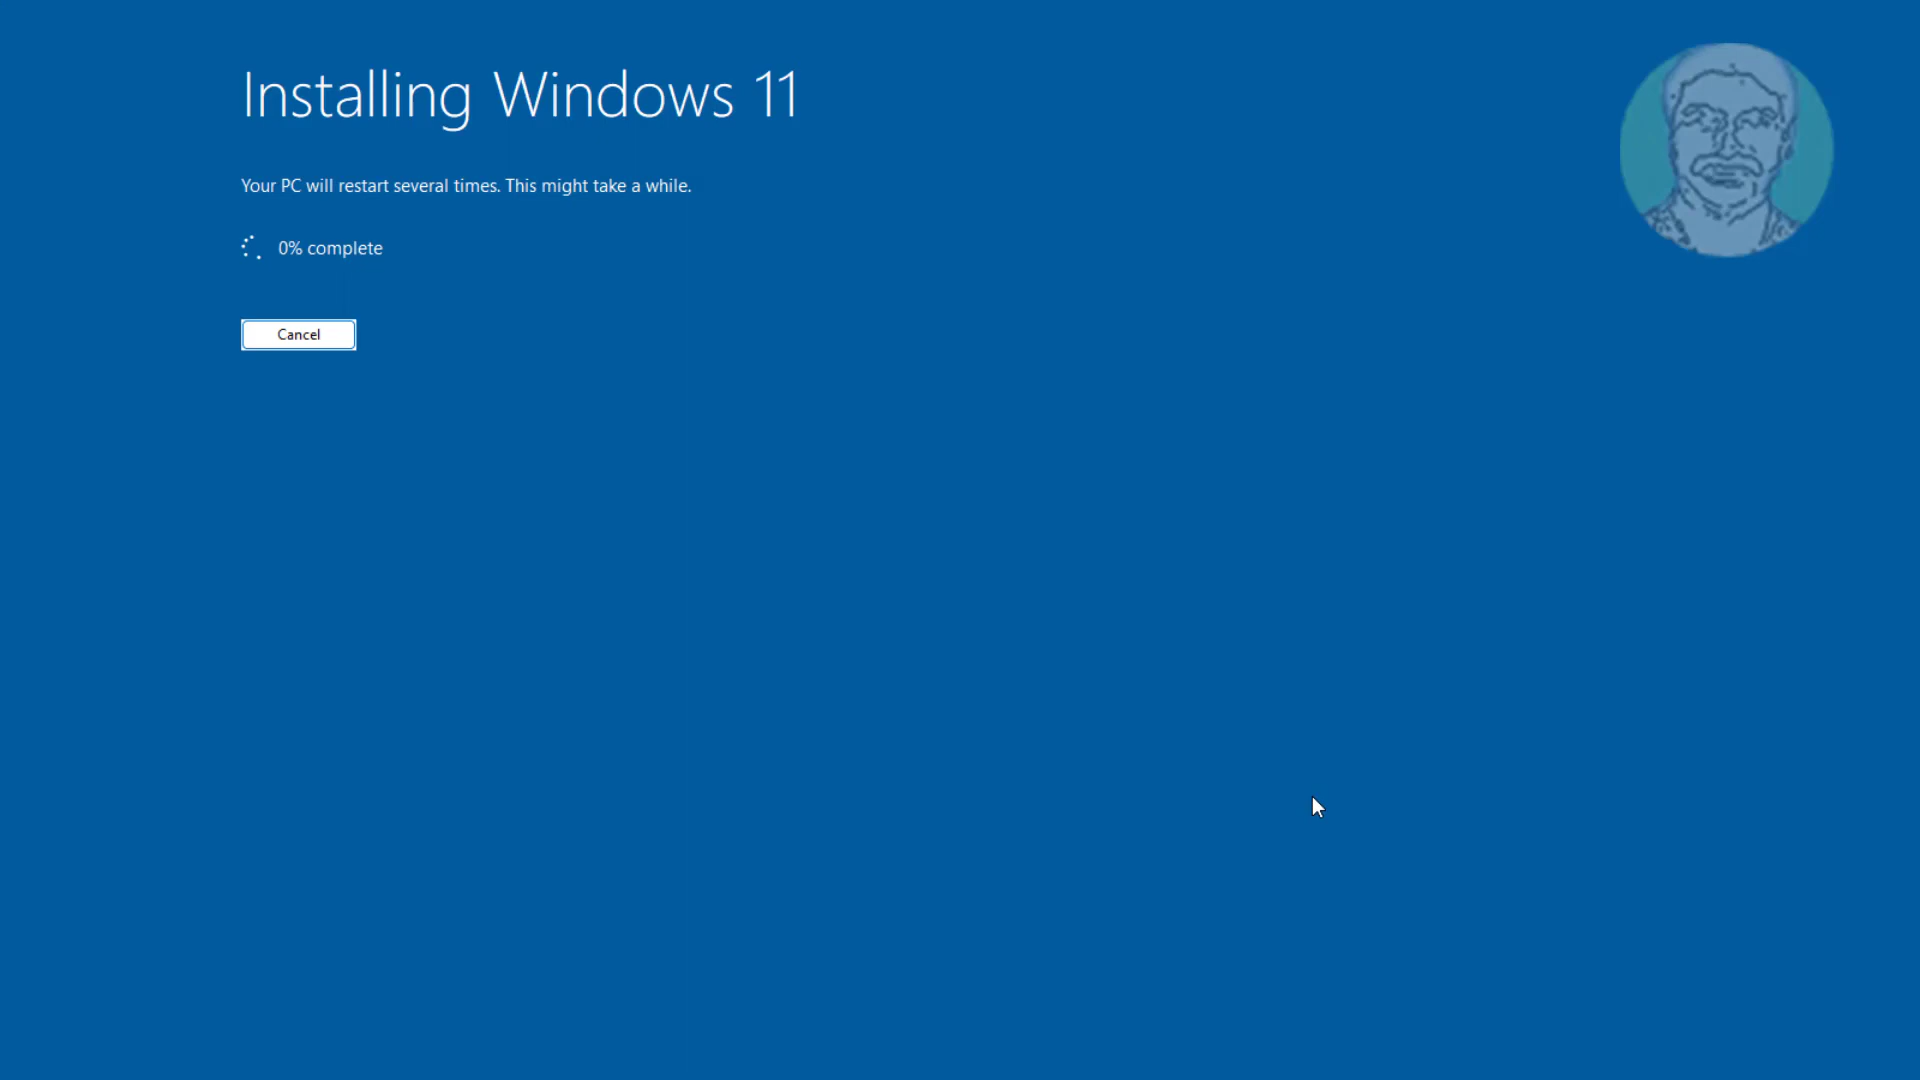 Installing Windows 11
Your PC will restart several times. This might take a while.
0% complete
Cancel